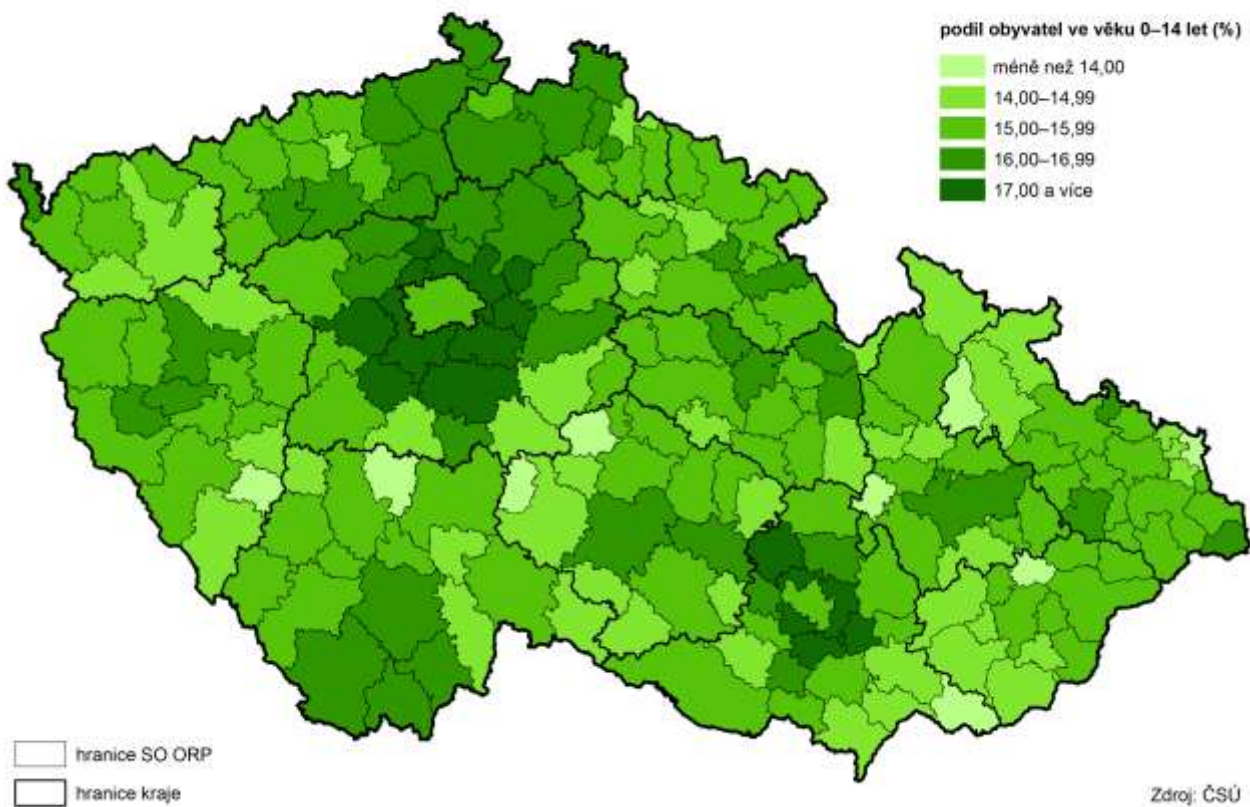 podíl obyvatel ve věku 0–14 let (%)
méně než 14,00
14,00–14,99
15,00–15,99
16,00–16,99
17,00 a více
hranice SO ORP
hranice kraje
Zdroj: ČSÚ